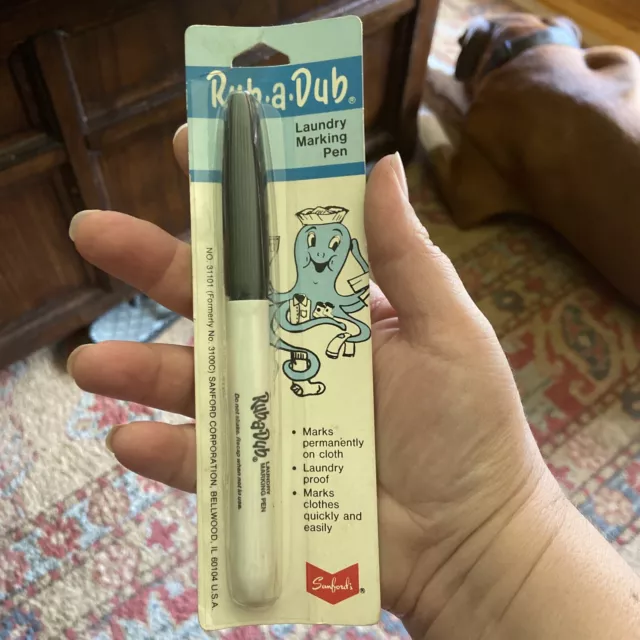 Rub·a·Dub®
Laundry
Marking
Pen
NO. 31101 (Formerly No. 3100C) SANFORD CORPORATION, BELLWOOD, IL 60104 U.S.A.
Rub·a·Dub®
LAUNDRY
MARKING PEN
• Marks
permanently
on cloth
• Laundry
proof
• Marks
clothes
quickly and
easily
Sanford's®